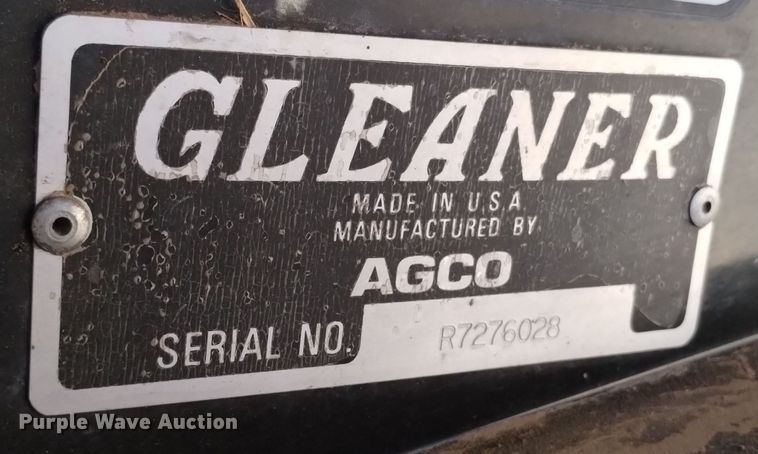 GLEANER
MADE IN U.S.A
MANUFACTURED BY
AGCO
SERIAL NO. R7276028
Purple Wave Auction